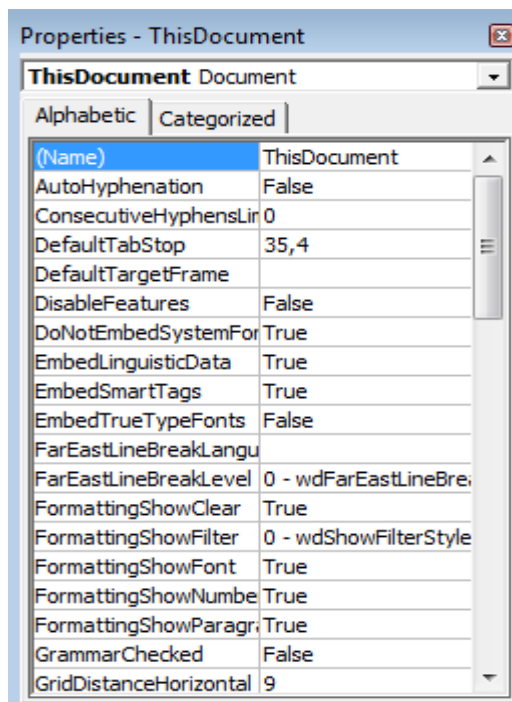 Properties - ThisDocument
ThisDocument Document
Alphabetic Categorized
(Name) ThisDocument
AutoHyphenation False
ConsecutiveHyphensLin 0
DefaultTabStop 35,4
DefaultTargetFrame
DisableFeatures False
DoNotEmbedSystemFor True
EmbedLinguisticData True
EmbedSmartTags True
EmbedTrueTypeFonts False
FarEastLineBreakLangu
FarEastLineBreakLevel 0 - wdFarEastLineBrea
FormattingShowClear True
FormattingShowFilter 0 - wdShowFilterStyle
FormattingShowFont True
FormattingShowNumbe True
FormattingShowParagra True
GrammarChecked False
GridDistanceHorizontal 9